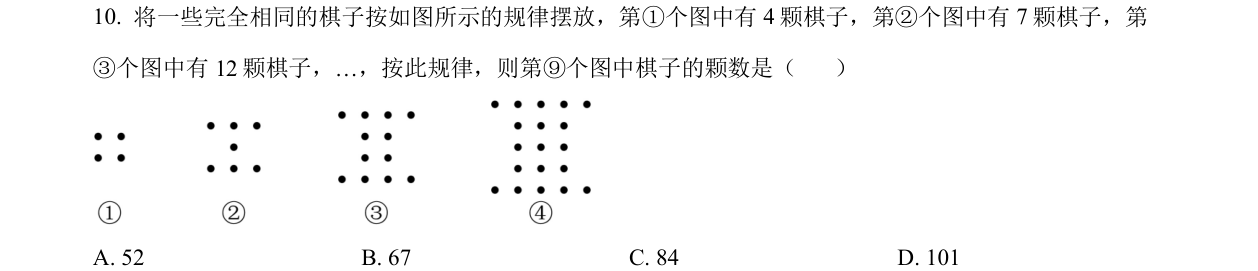 10. 将一些完全相同的棋子按如图所示的规律摆放，第①个图中有 4 颗棋子，第②个图中有 7 颗棋子，第
③个图中有 12 颗棋子，…，按此规律，则第⑨个图中棋子的颗数是（　　）
① ② ③ ④
A. 52 B. 67 C. 84 D. 101